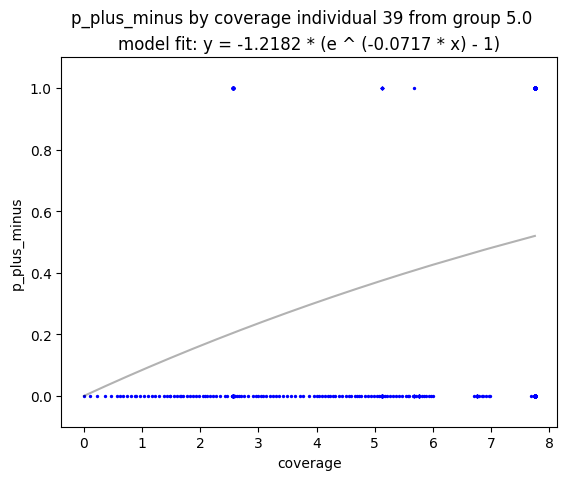 p_plus_minus by coverage individual 39 from group 5.0
model fit: y = -1.2182 * (e ^ (-0.0717 * x) - 1)
1.0
0.8
0.6
0.4
0.2
0.0
p_plus_minus
0 1 2 3 4 5 6 7 8
coverage